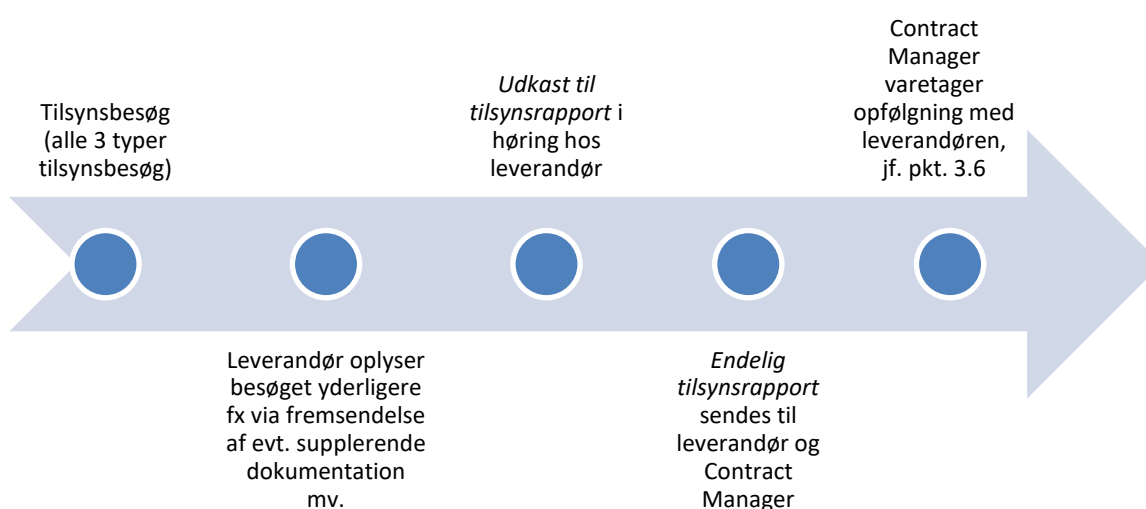 Tilsynsbesøg
(alle 3 typer
tilsynsbesøg)
Leverandør oplyser
besøget yderligere
fx via fremsendelse
af evt. supplerende
dokumentation
mv.
Udkast til
tilsynsrapport i
høring hos
leverandør
Endelig
tilsynsrapport
sendes til
leverandør og
Contract
Manager
Contract
Manager
varetager
opfølgning med
leverandøren,
jf. pkt. 3.6